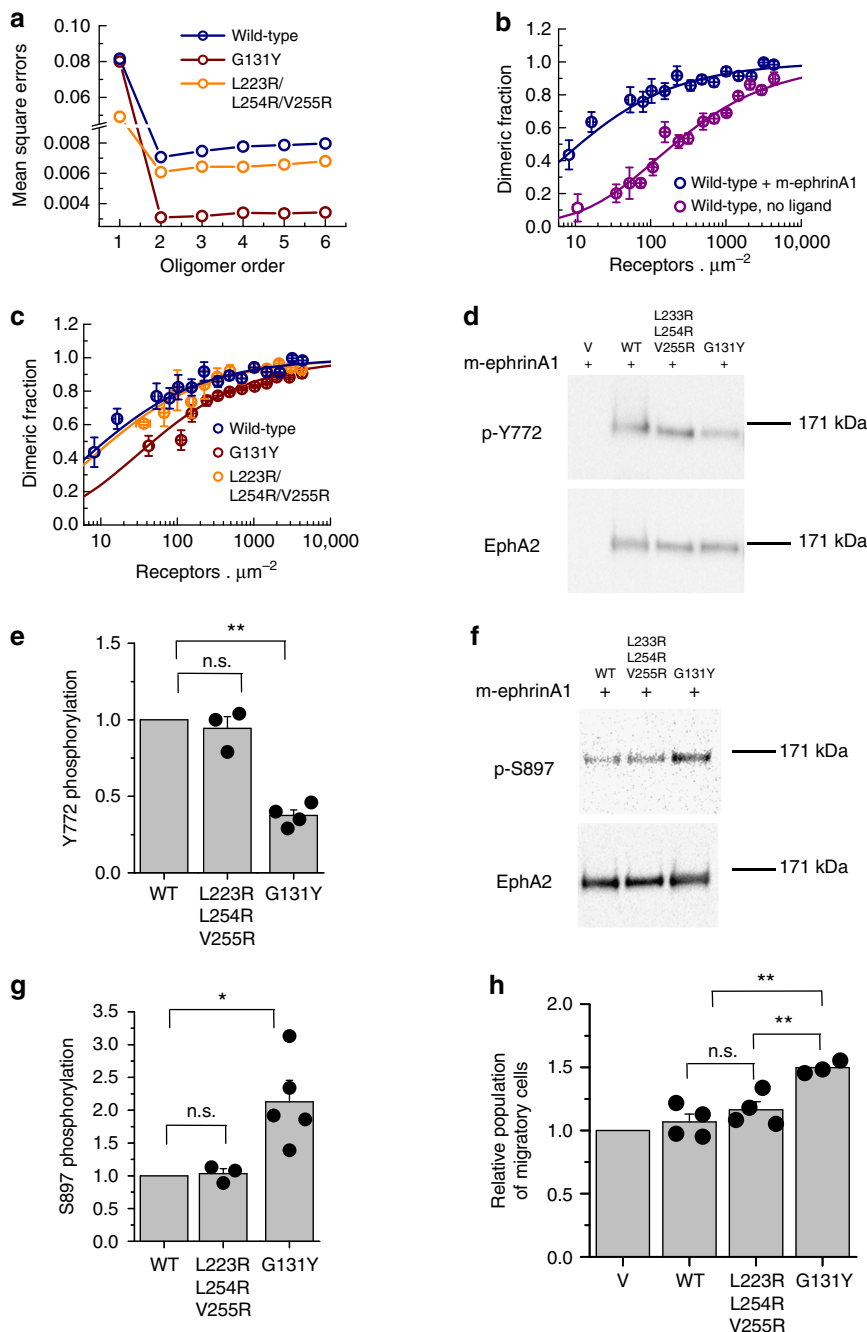 a
Mean square errors
0.10
0.08
0.06
0.008
0.006
0.004
Wild-type
G131Y
L223R/
L254R/V255R
1 2 3 4 5 6
Oligomer order
b
Dimeric fraction
1.0
0.8
0.6
0.4
0.2
0.0
Wild-type + m-ephrinA1
Wild-type, no ligand
10 100 1000 10,000
Receptors . μm⁻²
c
Dimeric fraction
1.2
1.0
0.8
0.6
0.4
0.2
0.0
Wild-type
G131Y
L223R/
L254R/V255R
10 100 1000 10,000
Receptors . μm⁻²
d
L233R
L254R
V WT V255R G131Y
m-ephrinA1 + + + +
p-Y772
171 kDa
EphA2
171 kDa
e
Y772 phosphorylation
1.5
1.0
0.5
0.0
**
n.s.
WT L223R G131Y
L254R
V255R
f
L233R
L254R
WT V255R G131Y
m-ephrinA1 + + +
p-S897
171 kDa
EphA2
171 kDa
g
S897 phosphorylation
3.5
3.0
2.5
2.0
1.5
1.0
0.5
0.0
*
n.s.
WT L223R G131Y
L254R
V255R
h
Relative population
of migratory cells
2.0
1.5
1.0
0.5
0.0
**
**
n.s.
V WT L223R G131Y
L254R
V255R